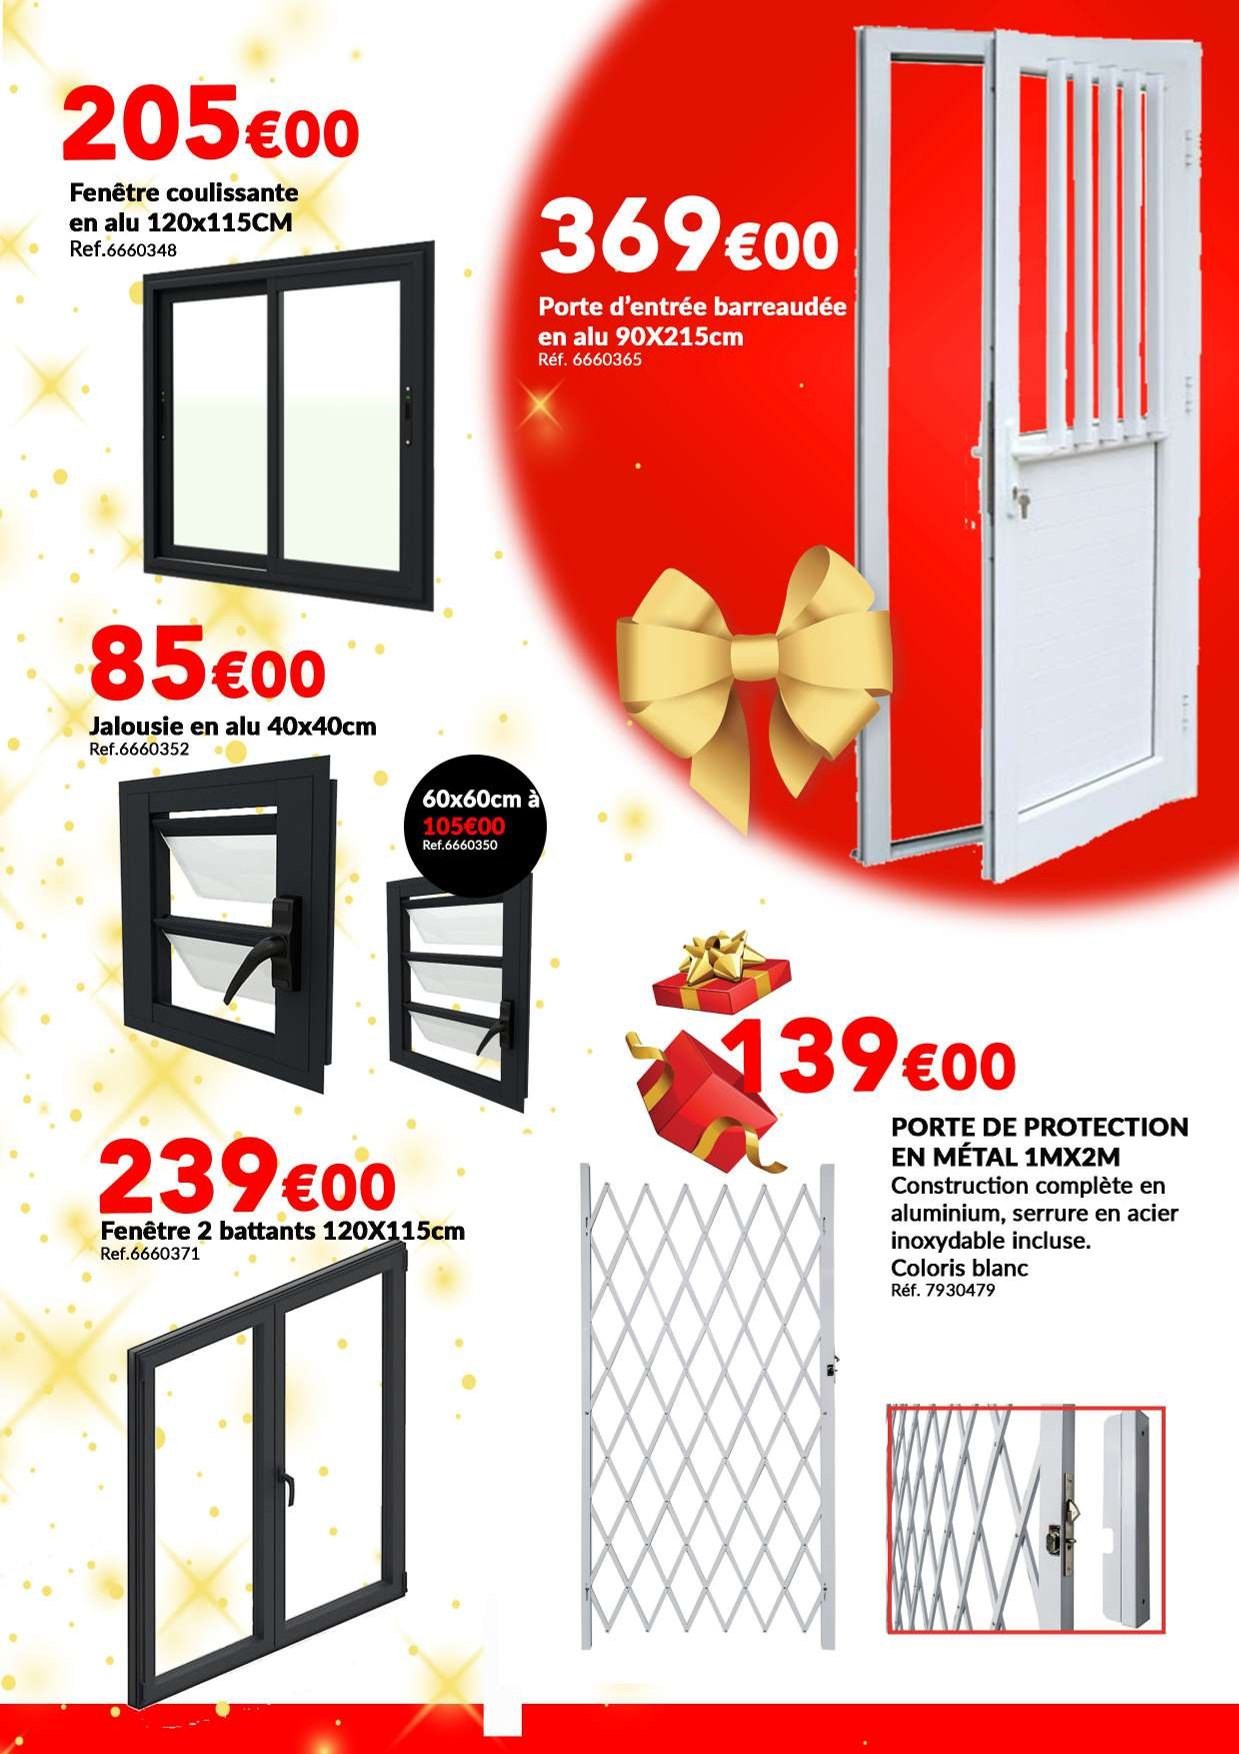 205€00
Fenêtre coulissante
en alu 120x115CM
Ref.6660348
369€00
Porte d'entrée barreaudée
en alu 90X215cm
Réf. 6660365
85€00
Jalousie en alu 40x40cm
Ref.6660352
60x60cm à
105€00
Ref.6660350
239€00
Fenêtre 2 battants 120X115cm
Ref.6660371
139€00
PORTE DE PROTECTION
EN MÉTAL 1MX2M
Construction complète en
aluminium, serrure en acier
inoxydable incluse.
Coloris blanc
Réf. 7930479